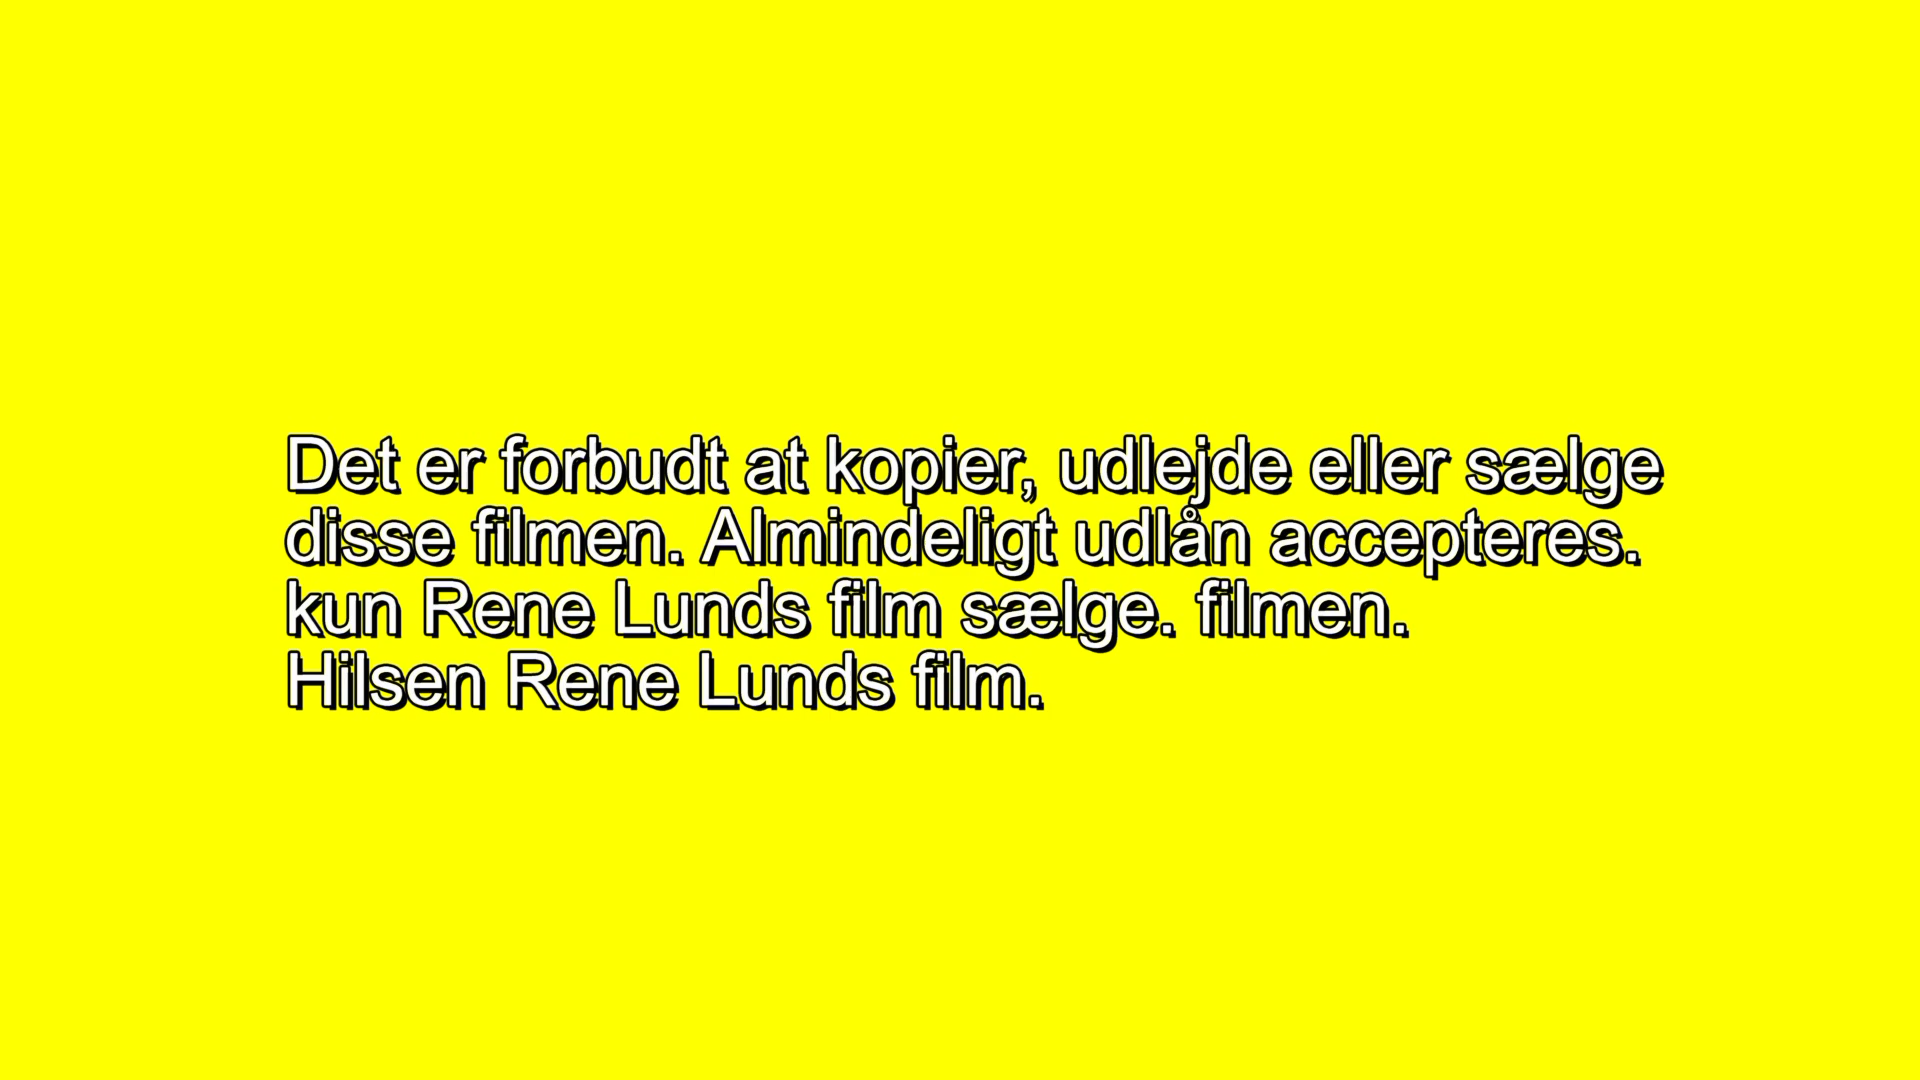 Det er forbudt at kopier, udlejde eller sælge
disse filmen. Almindeligt udlån accepteres.
kun Rene Lunds film sælge. filmen.
Hilsen Rene Lunds film.